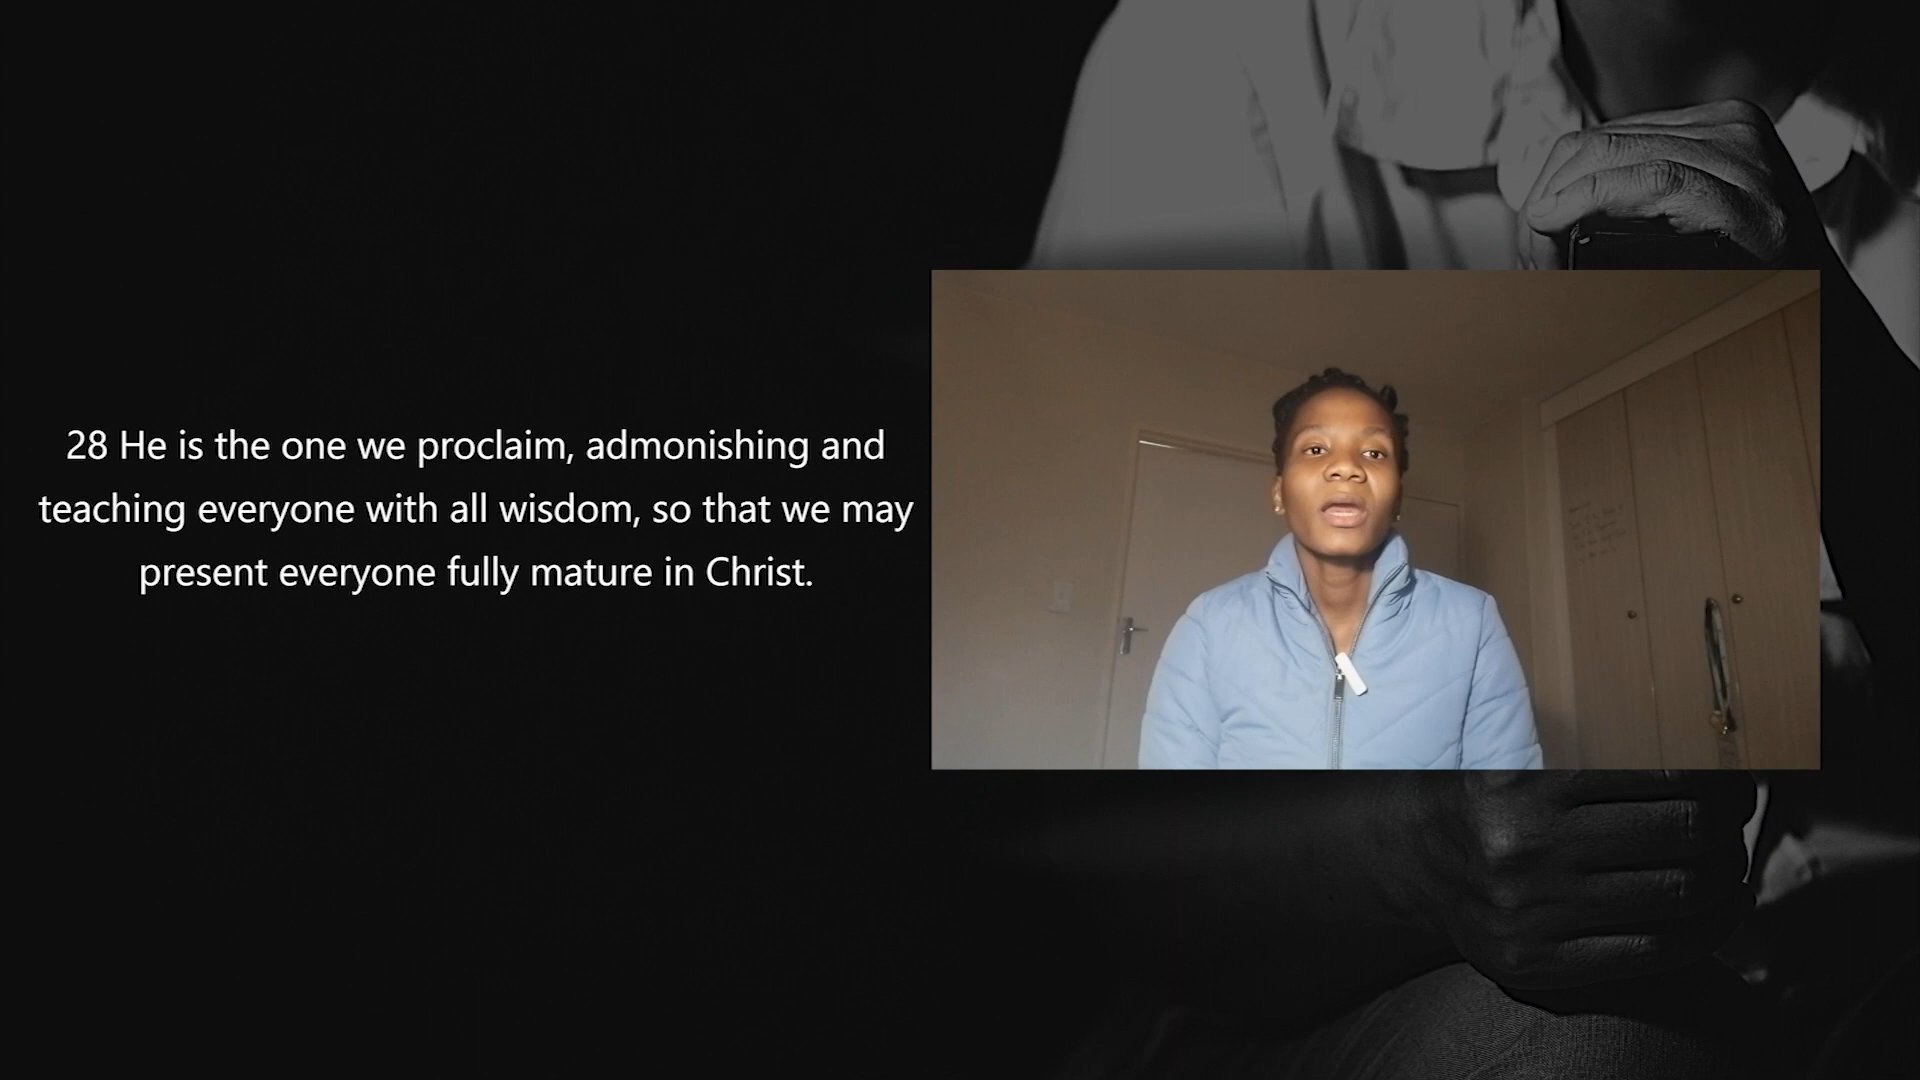 28 He is the one we proclaim, admonishing and
teaching everyone with all wisdom, so that we may
present everyone fully mature in Christ.